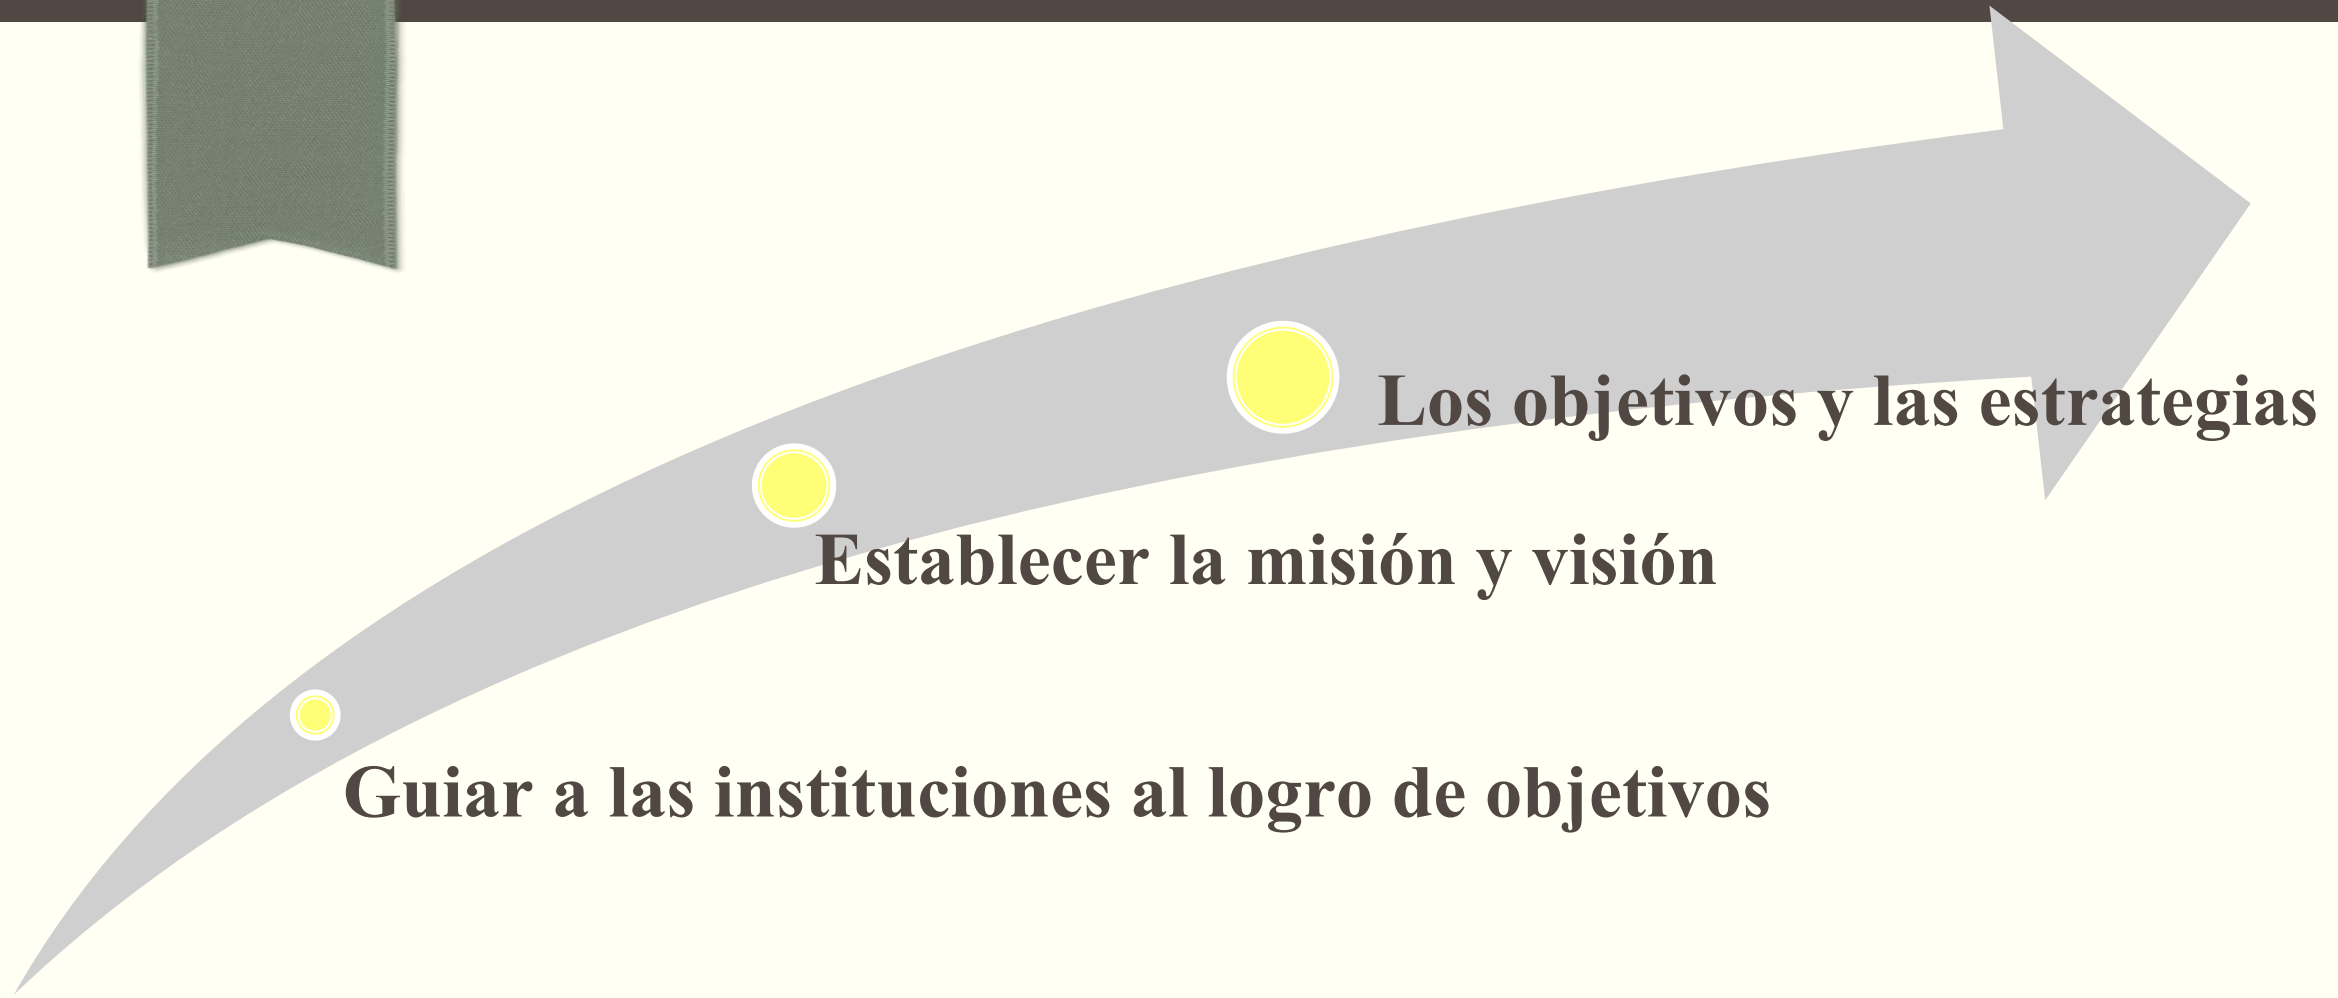 Los objetivos y las estrategias
Establecer la misión y visión
Guiar a las instituciones al logro de objetivos